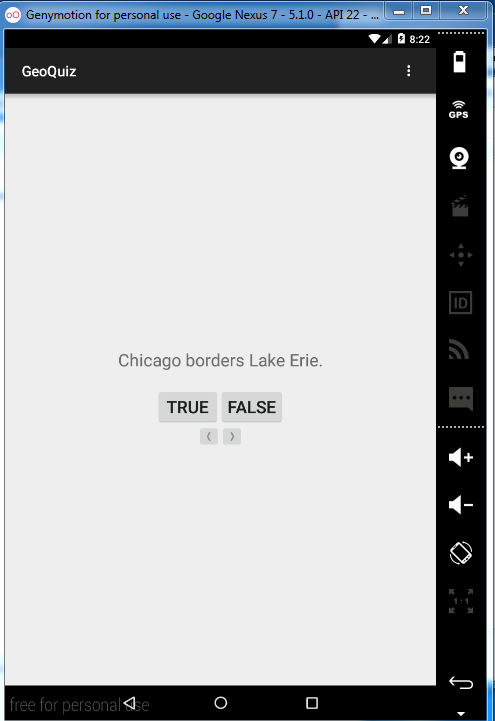 Genymotion for personal use - Google Nexus 7 - 5.1.0 - API 22 - ...
8:22
GeoQuiz
GPS
ID
Chicago borders Lake Erie.
TRUE FALSE
1:1
free for personal use